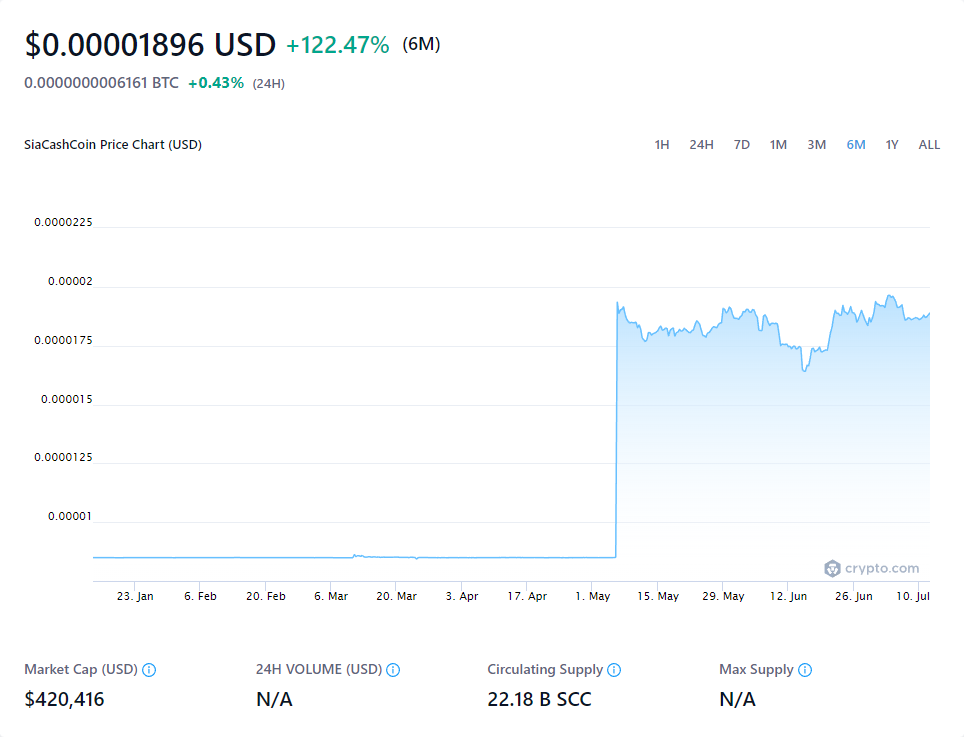 $0.00001896 USD +122.47% (6M)
0.0000000006161 BTC +0.43% (24H)
SiaCashCoin Price Chart (USD) 1H 24H 7D 1M 3M 6M 1Y ALL
0.0000225
0.00002
0.0000175
0.000015
0.0000125
0.00001
crypto.com
23. Jan 6. Feb 20. Feb 6. Mar 20. Mar 3. Apr 17. Apr 1. May 15. May 29. May 12. Jun 26. Jun 10. Jul
Market Cap (USD) 24H VOLUME (USD) Circulating Supply Max Supply
$420,416 N/A 22.18 B SCC N/A